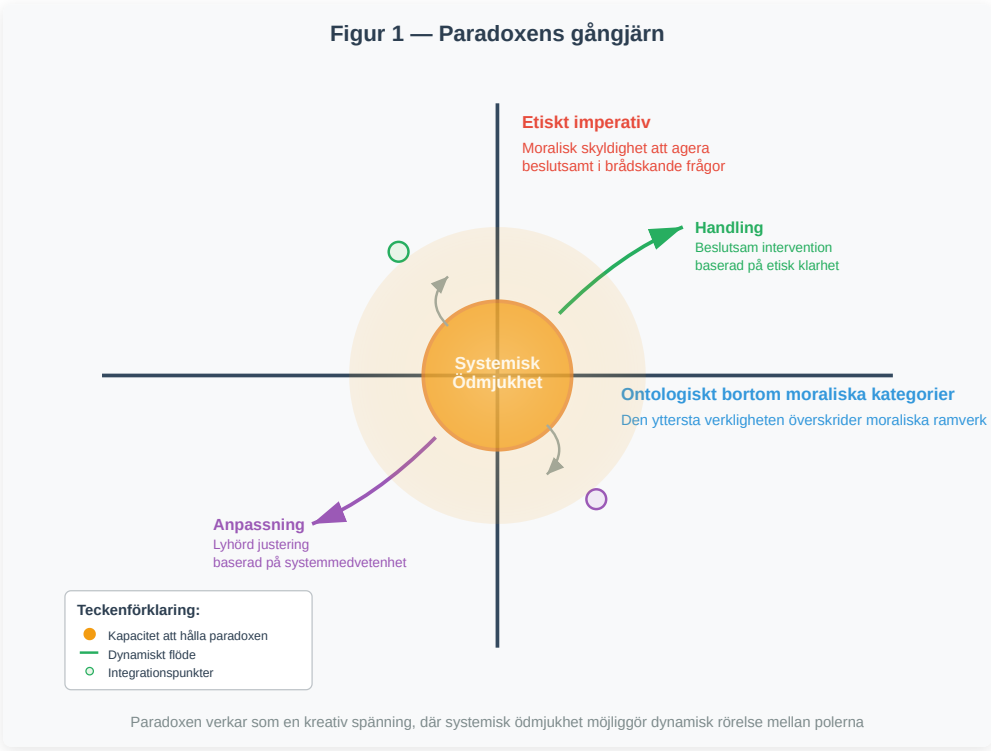 Figur 1 — Paradoxens gångjärn
Etiskt imperativ
Moralisk skyldighet att agera
beslutsamt i brådskande frågor
Handling
Beslutsam intervention
baserad på etisk klarhet
Systemisk
Ödmjukhet
Ontologiskt bortom moraliska kategorier
Den yttersta verkligheten överskrider moraliska ramverk
Anpassning
Lyhörd justering
baserad på systemmedvetenhet
Teckenförklaring:
Kapacitet att hålla paradoxen
Dynamiskt flöde
Integrationspunkter
Paradoxen verkar som en kreativ spänning, där systemisk ödmjukhet möjliggör dynamisk rörelse mellan polerna